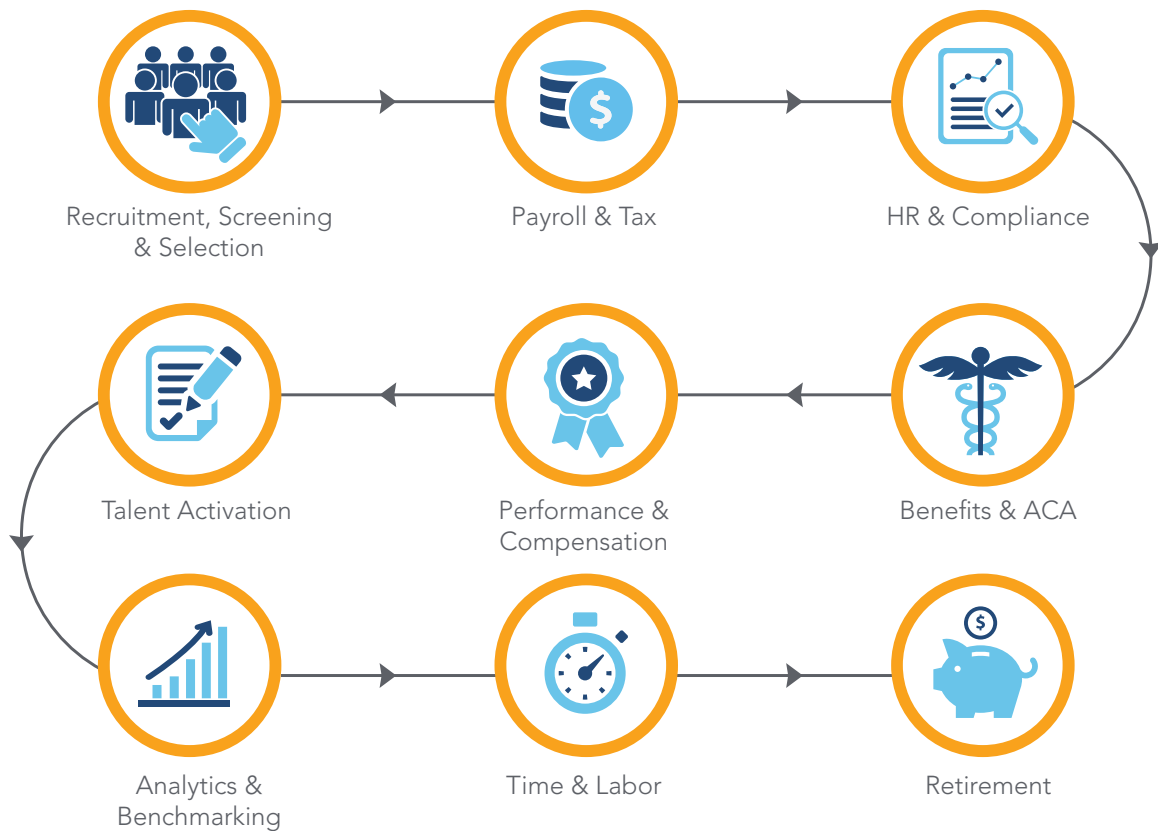 $
Recruitment, Screening
& Selection
Payroll & Tax
HR & Compliance
Benefits & ACA
Performance &
Compensation
Talent Activation
$
Analytics &
Benchmarking
Time & Labor
Retirement